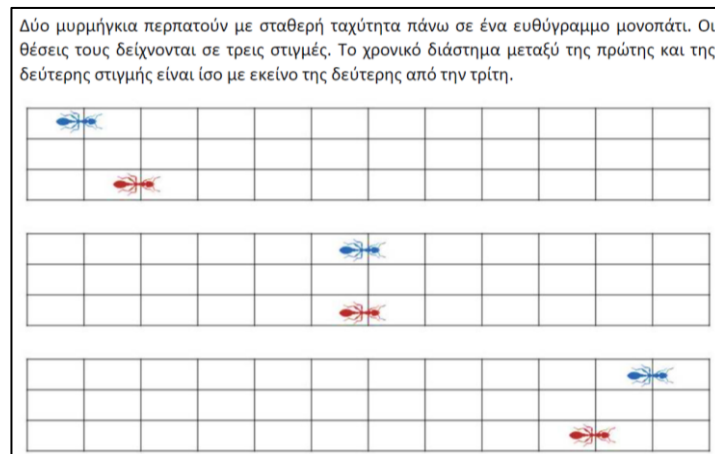 Δύο μυρμήγκια περπατούν με σταθερή ταχύτητα πάνω σε ένα ευθύγραμμο μονοπάτι. Οι
θέσεις τους δείχνονται σε τρεις στιγμές. Το χρονικό διάστημα μεταξύ της πρώτης και της
δεύτερης στιγμής είναι ίσο με εκείνο της δεύτερης από την τρίτη.